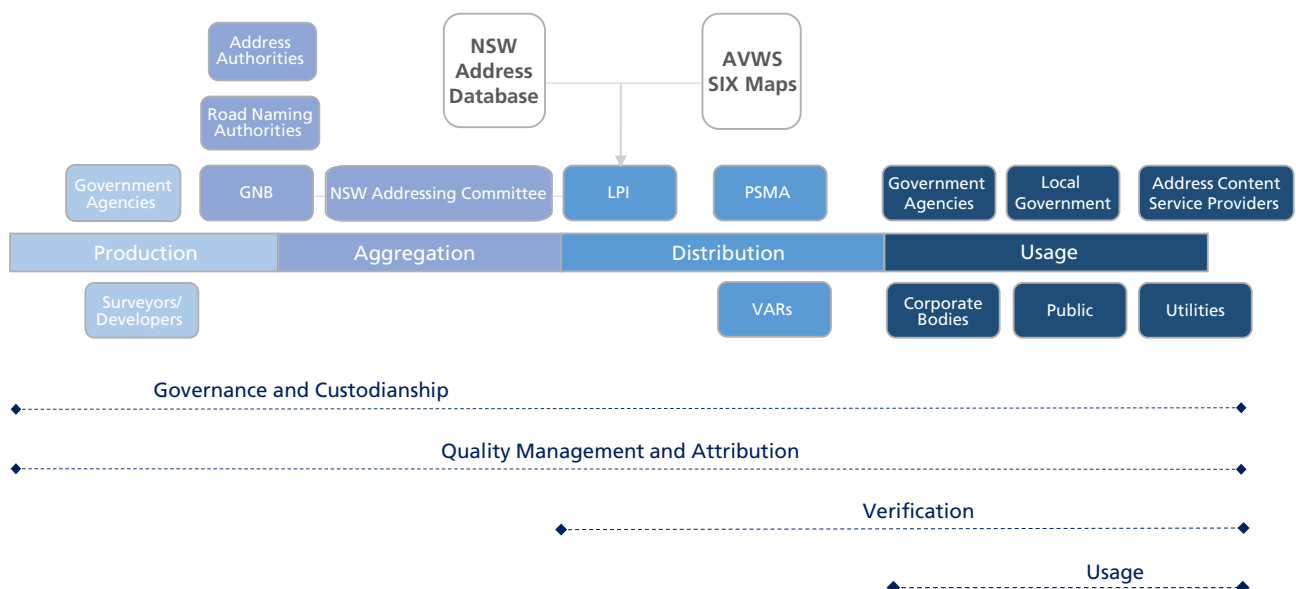 Address
Authorities
NSW
Address
Database
AVWS
SIX Maps
Road Naming
Authorities
Government
Agencies
GNB
NSW Addressing Committee
LPI
PSMA
Government
Agencies
Local
Government
Address Content
Service Providers
Production
Aggregation
Distribution
Usage
Surveyors/
Developers
VARs
Corporate
Bodies
Public
Utilities
Governance and Custodianship
Quality Management and Attribution
Verification
Usage